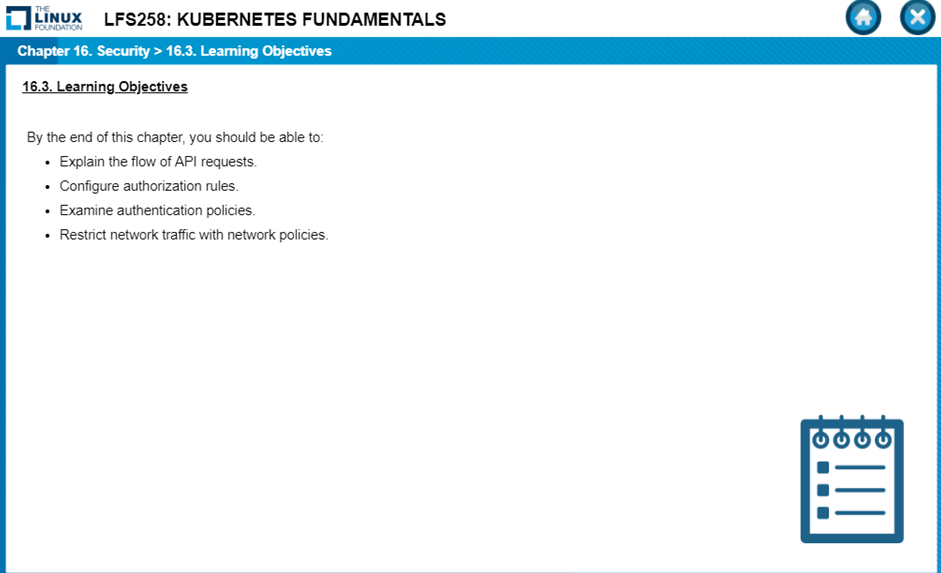 THE
LINUX
FOUNDATION
LFS258: KUBERNETES FUNDAMENTALS
Chapter 16. Security > 16.3. Learning Objectives
16.3. Learning Objectives
By the end of this chapter, you should be able to:
• Explain the flow of API requests.
• Configure authorization rules.
• Examine authentication policies.
• Restrict network traffic with network policies.